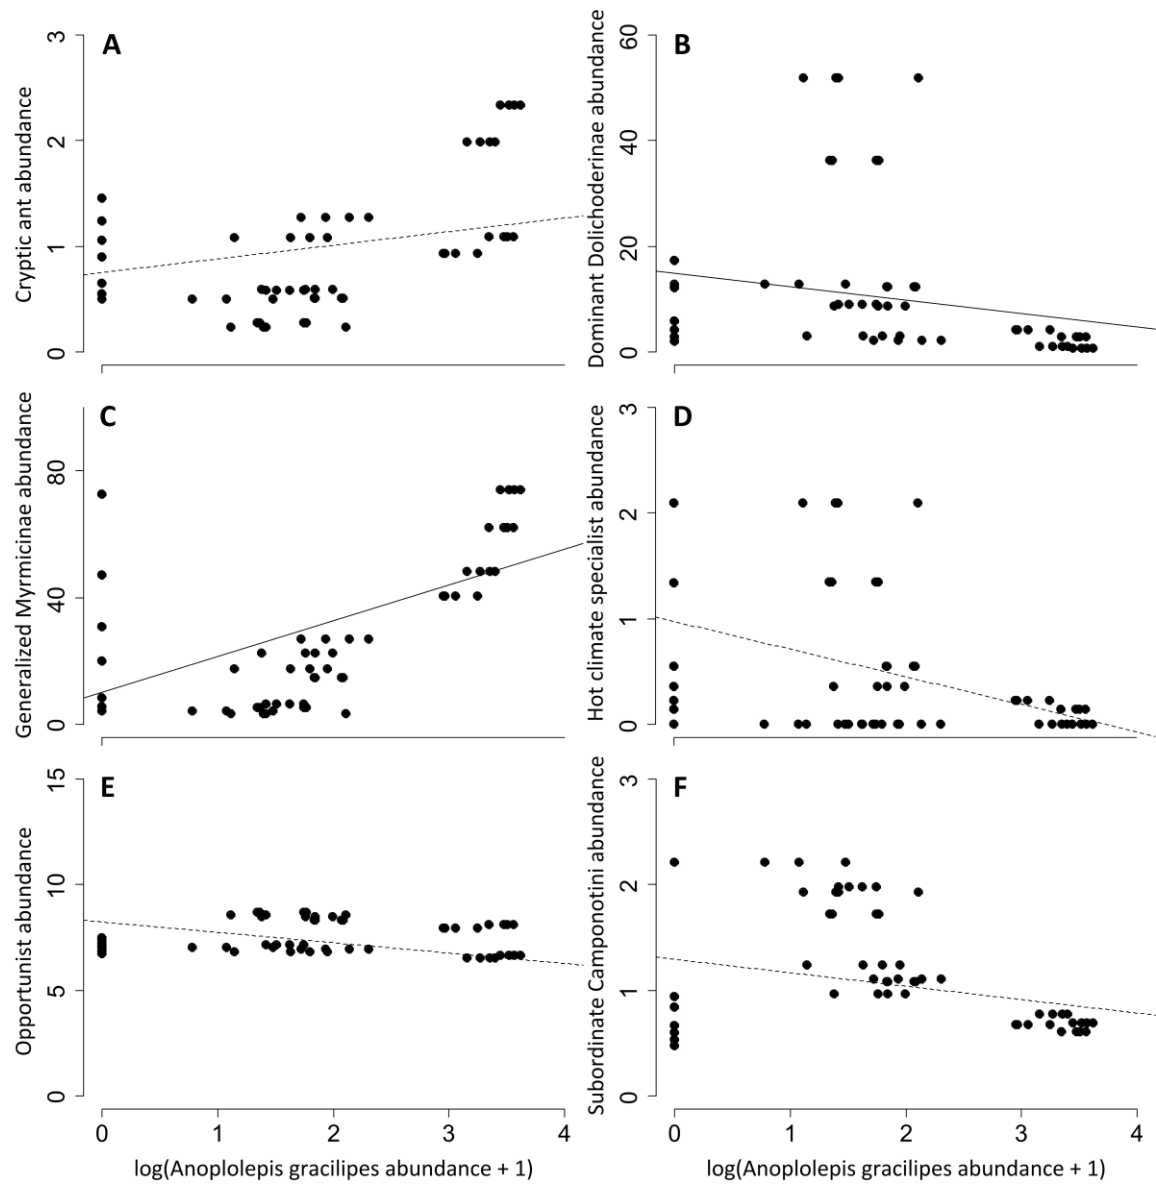 A
Cryptic ant abundance
3
2
1
0
B
Dominant Dolichoderinae abundance
60
40
20
0
C
Generalized Myrmicinae abundance
80
40
0
D
Hot climate specialist abundance
3
2
1
0
E
Opportunist abundance
15
10
5
0
0 1 2 3 4
log(Anoplolepis gracilipes abundance + 1)
F
Subordinate Camponotini abundance
3
2
1
0
0 1 2 3 4
log(Anoplolepis gracilipes abundance + 1)